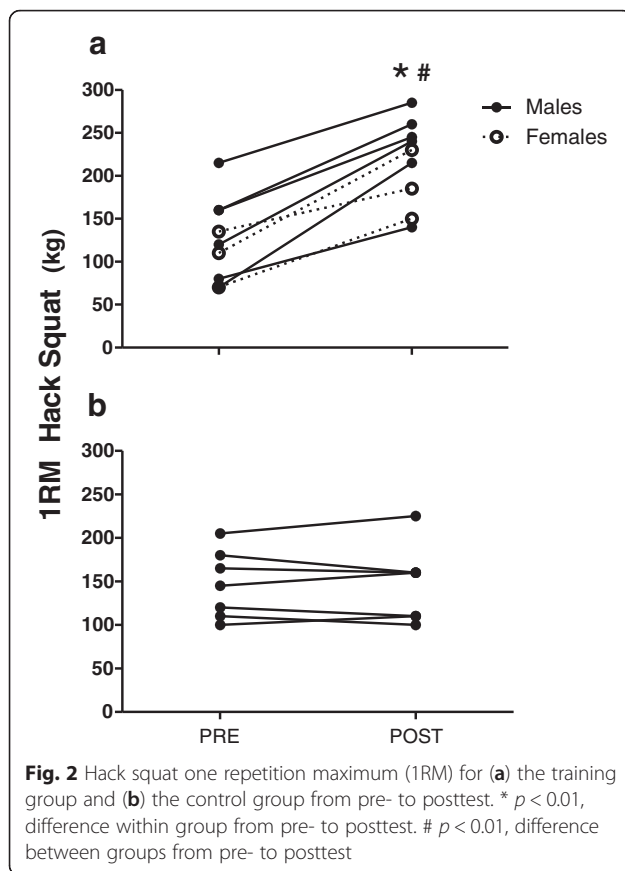 a
* #
300
250
200
150
100
50
0
Males
Females
1RM Hack Squat (kg)
b
300
250
200
150
100
50
0
PRE POST
Fig. 2 Hack squat one repetition maximum (1RM) for (a) the training
group and (b) the control group from pre- to posttest. * p < 0.01,
difference within group from pre- to posttest. # p < 0.01, difference
between groups from pre- to posttest